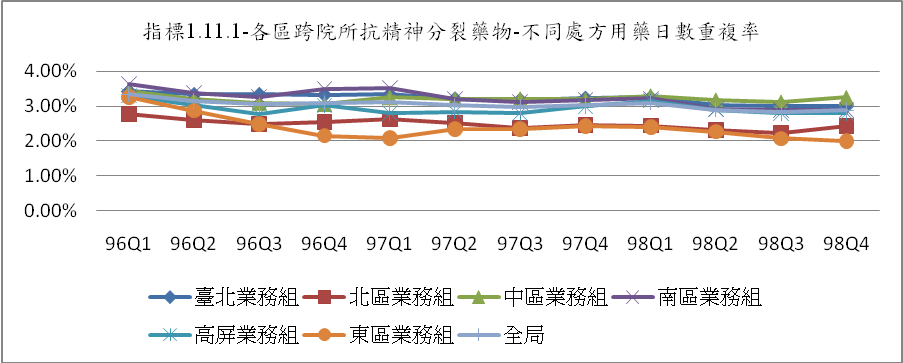 指標1.11.1-各區跨院所抗精神分裂藥物-不同處方用藥日數重複率
4.00%
3.00%
2.00%
1.00%
0.00%
96Q1 96Q2 96Q3 96Q4 97Q1 97Q2 97Q3 97Q4 98Q1 98Q2 98Q3 98Q4
臺北業務組 北區業務組 中區業務組 南區業務組
高屏業務組 東區業務組 全局